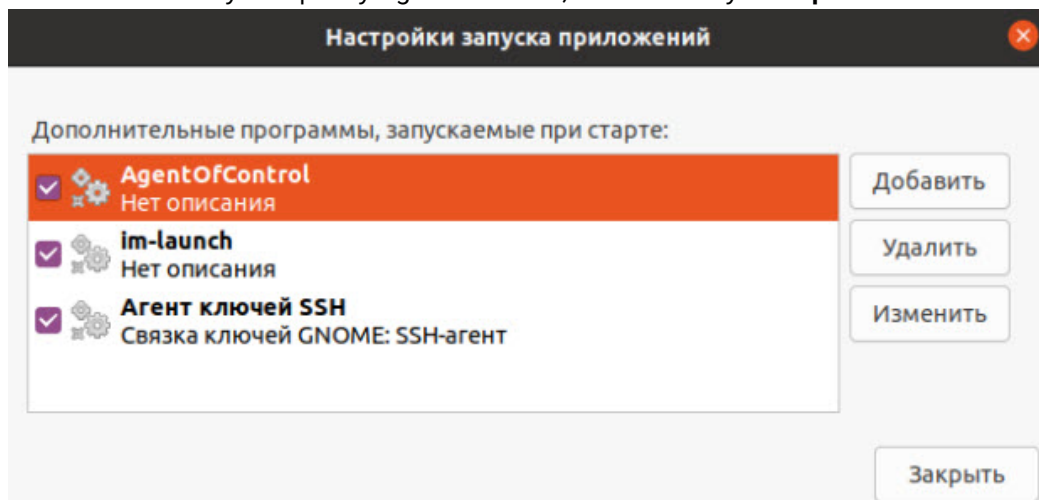 Настройки запуска приложений
Дополнительные программы, запускаемые при старте:
AgentOfControl
Нет описания
Добавить
im-launch
Нет описания
Удалить
Агент ключей SSH
Связка ключей GNOME: SSH-агент
Изменить
Закрыть